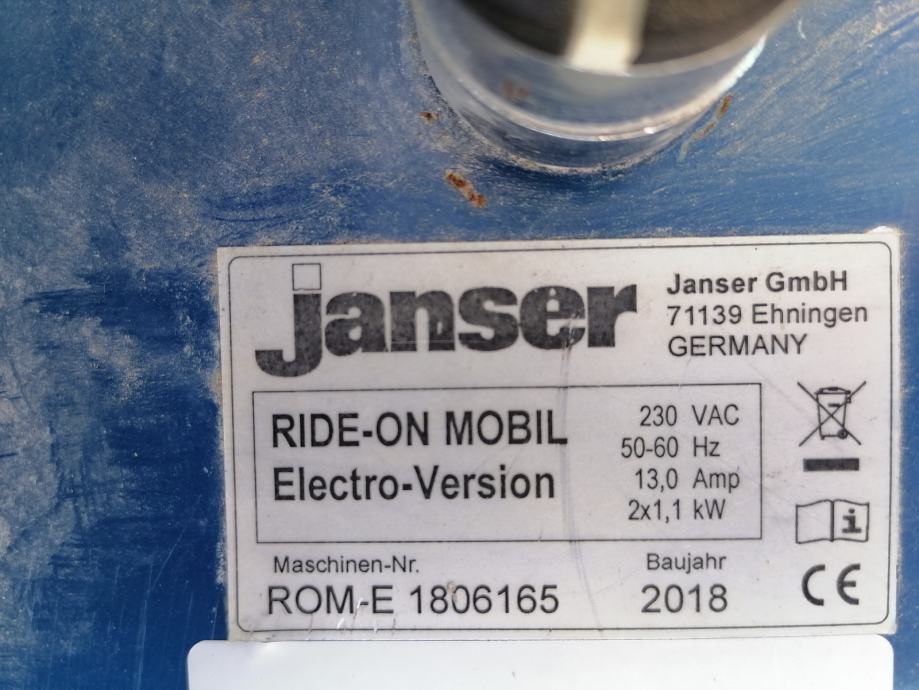 janser
Janser GmbH
71139 Ehningen
GERMANY
RIDE-ON MOBIL
Electro-Version
230 VAC
50-60 Hz
13,0 Amp
2x1,1 kW
i
Maschinen-Nr.
ROM-E 1806165
Baujahr
2018
CE